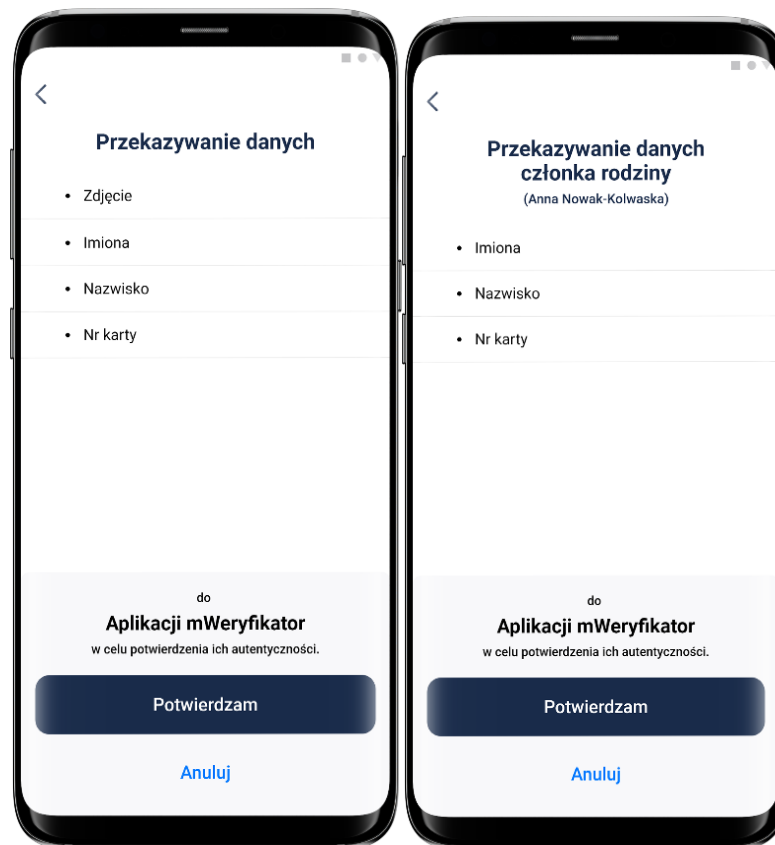 Przekazywanie danych
• Zdjęcie
• Imiona
• Nazwisko
• Nr karty
do
Aplikacji mWeryfikator
w celu potwierdzenia ich autentyczności.
Potwierdzam
Anuluj
Przekazywanie danych
członka rodziny
(Anna Nowak-Kolwaska)
• Imiona
• Nazwisko
• Nr karty
do
Aplikacji mWeryfikator
w celu potwierdzenia ich autentyczności.
Potwierdzam
Anuluj